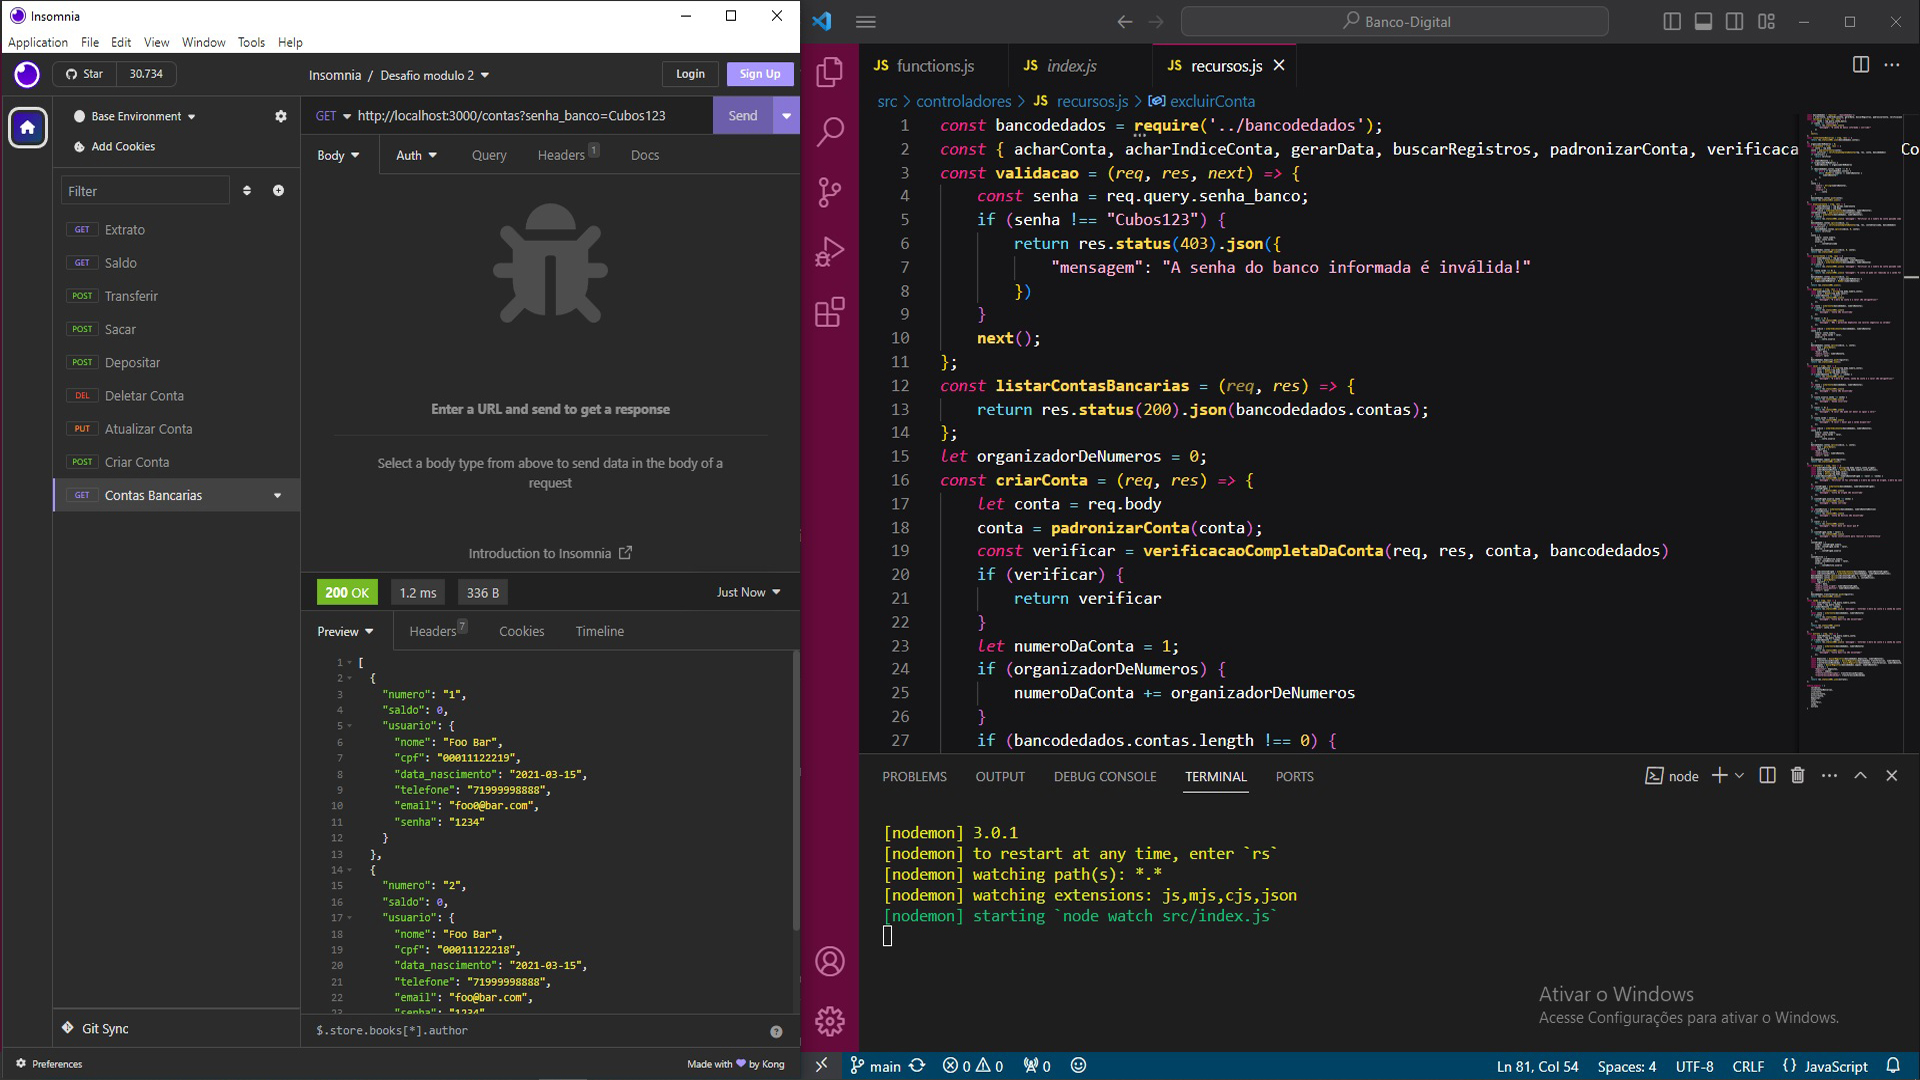 Insomnia
Application File Edit View Window Tools Help
Star 30.734
Insomnia / Desafio modulo 2
Login
Sign Up
Base Environment
Add Cookies
Filter
GET Extrato
GET Saldo
POST Transferir
POST Sacar
POST Depositar
DEL Deletar Conta
PUT Atualizar Conta
POST Criar Conta
GET Contas Bancarias
Git Sync
Preferences
GET http://localhost:3000/contas?senha_banco=Cubos123
Send
Body Auth Query Headers 1 Docs
Enter a URL and send to get a response
Select a body type from above to send data in the body of a
request
Introduction to Insomnia
200 OK 1.2 ms 336 B Just Now
Preview Headers 7 Cookies Timeline
1 [
2 {
3 "numero": "1",
4 "saldo": 0,
5 "usuario": {
6 "nome": "Foo Bar",
7 "cpf": "00011122219",
8 "data_nascimento": "2021-03-15",
9 "telefone": "71999998888",
10 "email": "foo0@bar.com",
11 "senha": "1234"
12 }
13 },
14 {
15 "numero": "2",
16 "saldo": 0,
17 "usuario": {
18 "nome": "Foo Bar",
19 "cpf": "00011122218",
20 "data_nascimento": "2021-03-15",
21 "telefone": "71999998888",
22 "email": "foo@bar.com",
23 "senha": "1234"
$.store.books[*].author
Made with by Kong
Banco-Digital
JS functions.js JS index.js JS recursos.js
src > controladores > JS recursos.js > excluirConta
1 const bancodedados = require('../bancodedados');
2 const { acharConta, acharIndiceConta, gerarData, buscarRegistros, padronizarConta, verificaca Co
3 const validacao = (req, res, next) => {
4 const senha = req.query.senha_banco;
5 if (senha !== "Cubos123") {
6 return res.status(403).json({
7 "mensagem": "A senha do banco informada é inválida!"
8 })
9 }
10 next();
11 };
12 const listarContasBancarias = (req, res) => {
13 return res.status(200).json(bancodedados.contas);
14 };
15 let organizadorDeNumeros = 0;
16 const criarConta = (req, res) => {
17 let conta = req.body
18 conta = padronizarConta(conta);
19 const verificar = verificacaoCompletaDaConta(req, res, conta, bancodedados)
20 if (verificar) {
21 return verificar
22 }
23 let numeroDaConta = 1;
24 if (organizadorDeNumeros) {
25 numeroDaConta += organizadorDeNumeros
26 }
27 if (bancodedados.contas.length !== 0) {
PROBLEMS OUTPUT DEBUG CONSOLE TERMINAL PORTS
node
[nodemon] 3.0.1
[nodemon] to restart at any time, enter `rs`
[nodemon] watching path(s): *.*
[nodemon] watching extensions: js,mjs,cjs,json
[nodemon] starting `node watch src/index.js`
Ativar o Windows
Acesse Configurações para ativar o Windows.
main 0 0 0 Ln 81, Col 54 Spaces: 4 UTF-8 CRLF {} JavaScript